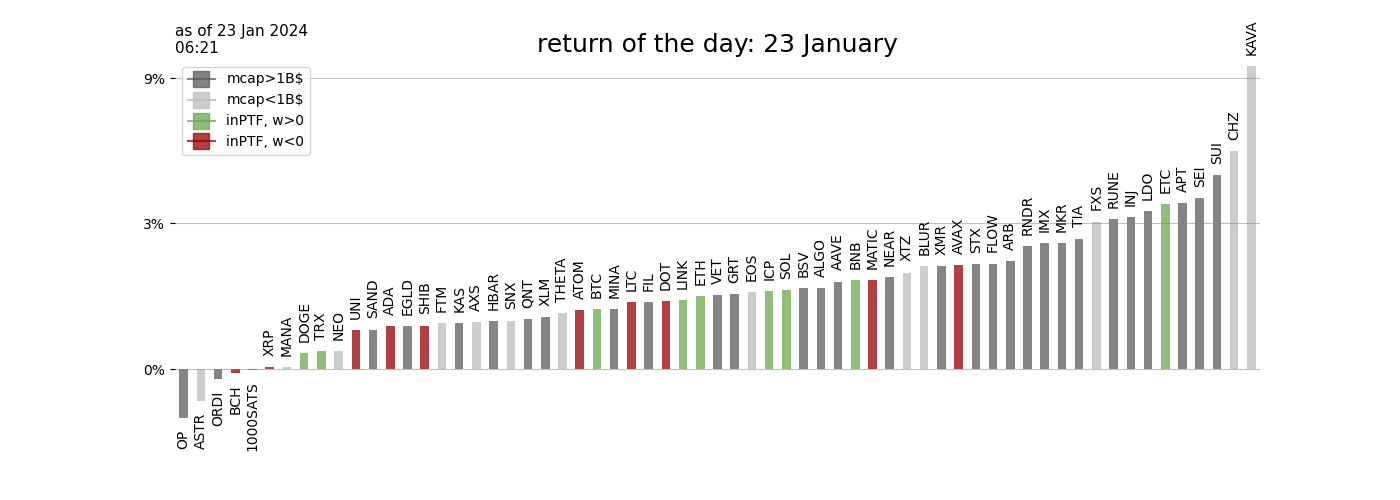 as of 23 Jan 2024
06:21
return of the day: 23 January
9%
3%
0%
mcap>1B$
mcap<1B$
inPTF, w>0
inPTF, w<0
OP
ASTR
ORDI
BCH
1000SATS
XRP
MANA
DOGE
TRX
NEO
UNI
SAND
ADA
EGLD
SHIB
FTM
KAS
AXS
HBAR
SNX
QNT
XLM
THETA
ATOM
BTC
MINA
LTC
FIL
DOT
LINK
ETH
VET
GRT
EOS
ICP
SOL
BSV
ALGO
AAVE
BNB
MATIC
NEAR
XTZ
BLUR
XMR
AVAX
STX
FLOW
ARB
RNDR
IMX
MKR
TIA
FXS
RUNE
INJ
LDO
ETC
APT
SEI
SUI
CHZ
KAVA